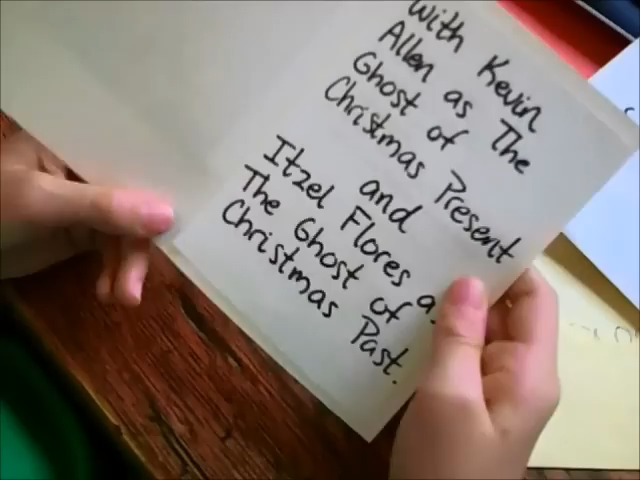 with Kevin
Allen as The
Ghost of
Christmas Present
and
Itzel Flores a
The Ghost of
Christmas Past.